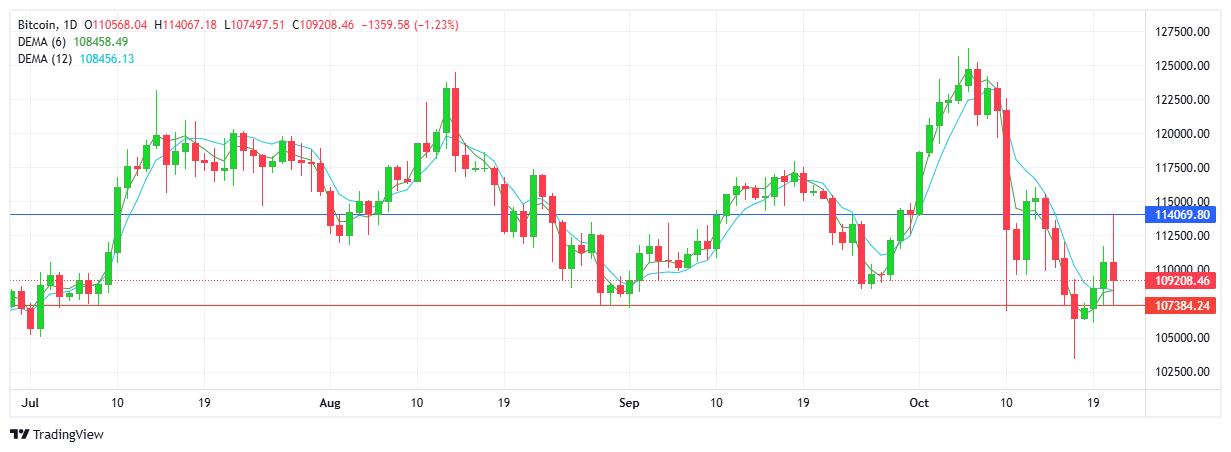 Bitcoin, 1D O110568.04 H114067.18 L107497.51 C109208.46 −1359.58 (−1.23%)
DEMA (6) 108458.49
DEMA (12) 108456.13
127500.00
125000.00
122500.00
120000.00
117500.00
115000.00
114069.80
112500.00
110000.00
109208.46
107384.24
105000.00
102500.00
Jul 10 19 Aug 10 19 Sep 10 19 Oct 10 19
TradingView